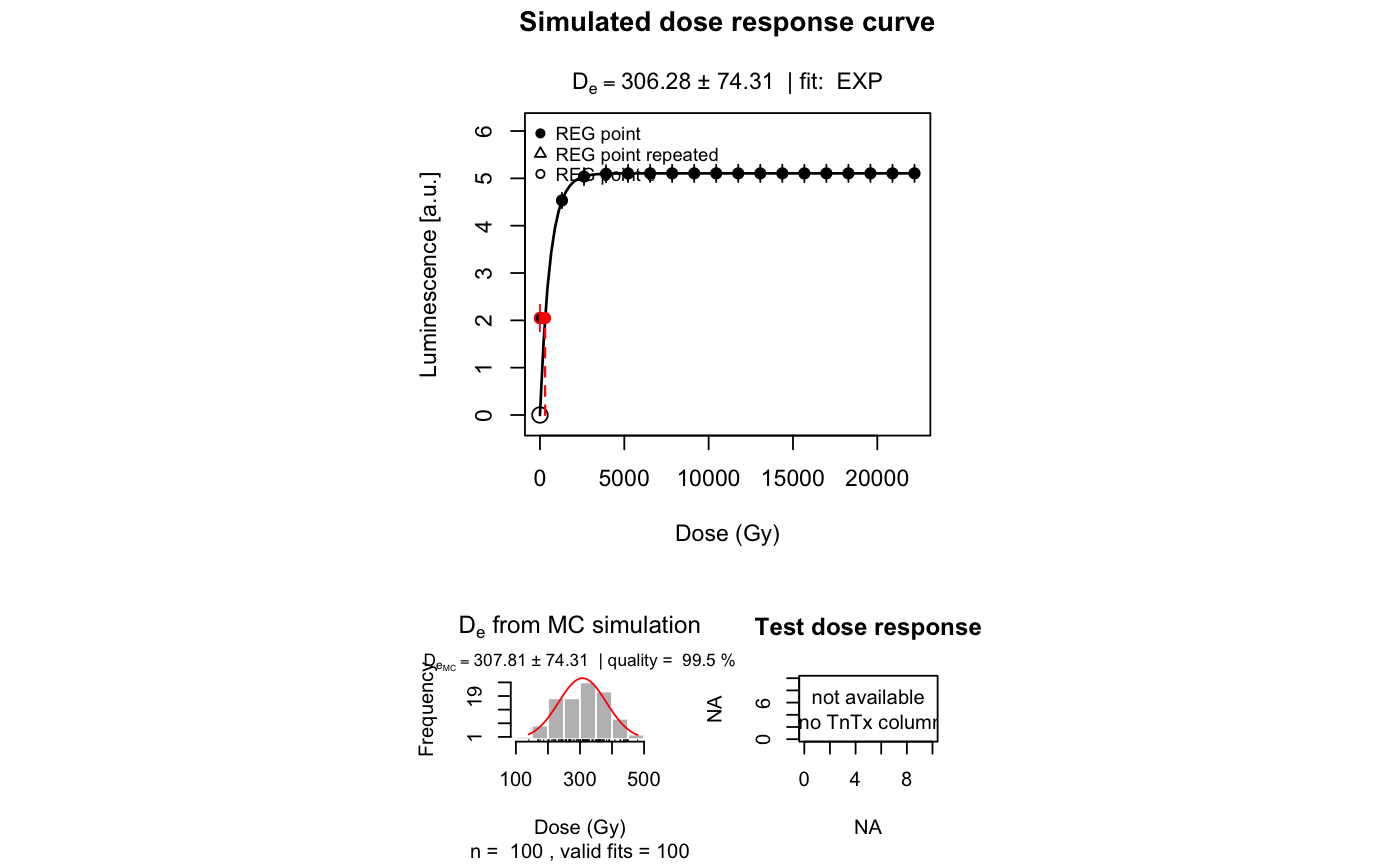 Simulated dose response curve
De = 306.28 ± 74.31 | fit: EXP
REG point
REG point repeated
REG point 0
Luminescence [a.u.]
0 1 2 3 4 5 6
0 5000 10000 15000 20000
Dose (Gy)
De from MC simulation
DeMC = 307.81 ± 74.31 | quality = 99.5 %
Frequency
1 19
100 300 500
Dose (Gy)
n = 100 , valid fits = 100
Test dose response
NA
0 6
not available
no TnTx column
0 4 8
NA